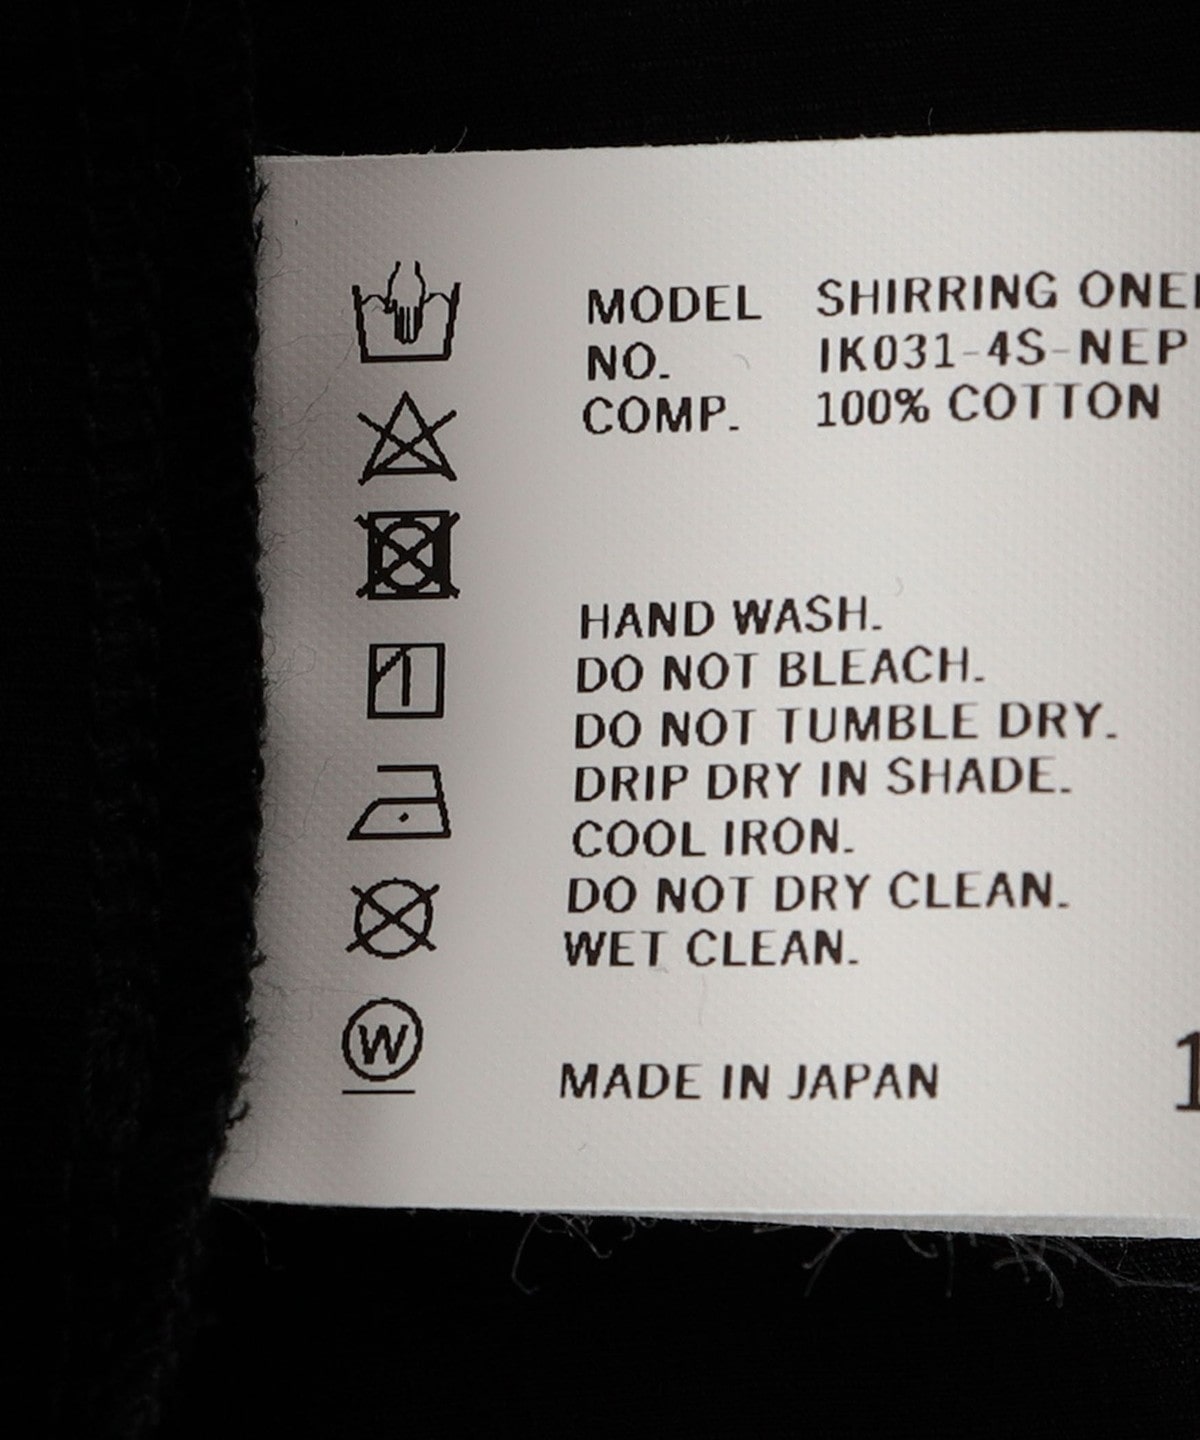 MODEL SHIRRING
NO. IK031-4S-NEP
COMP. 100% COTTON
HAND WASH.
DO NOT BLEACH.
DO NOT TUMBLE DRY.
DRIP DRY IN SHADE.
COOL IRON.
DO NOT DRY CLEAN.
WET CLEAN.
W
MADE IN JAPAN
1